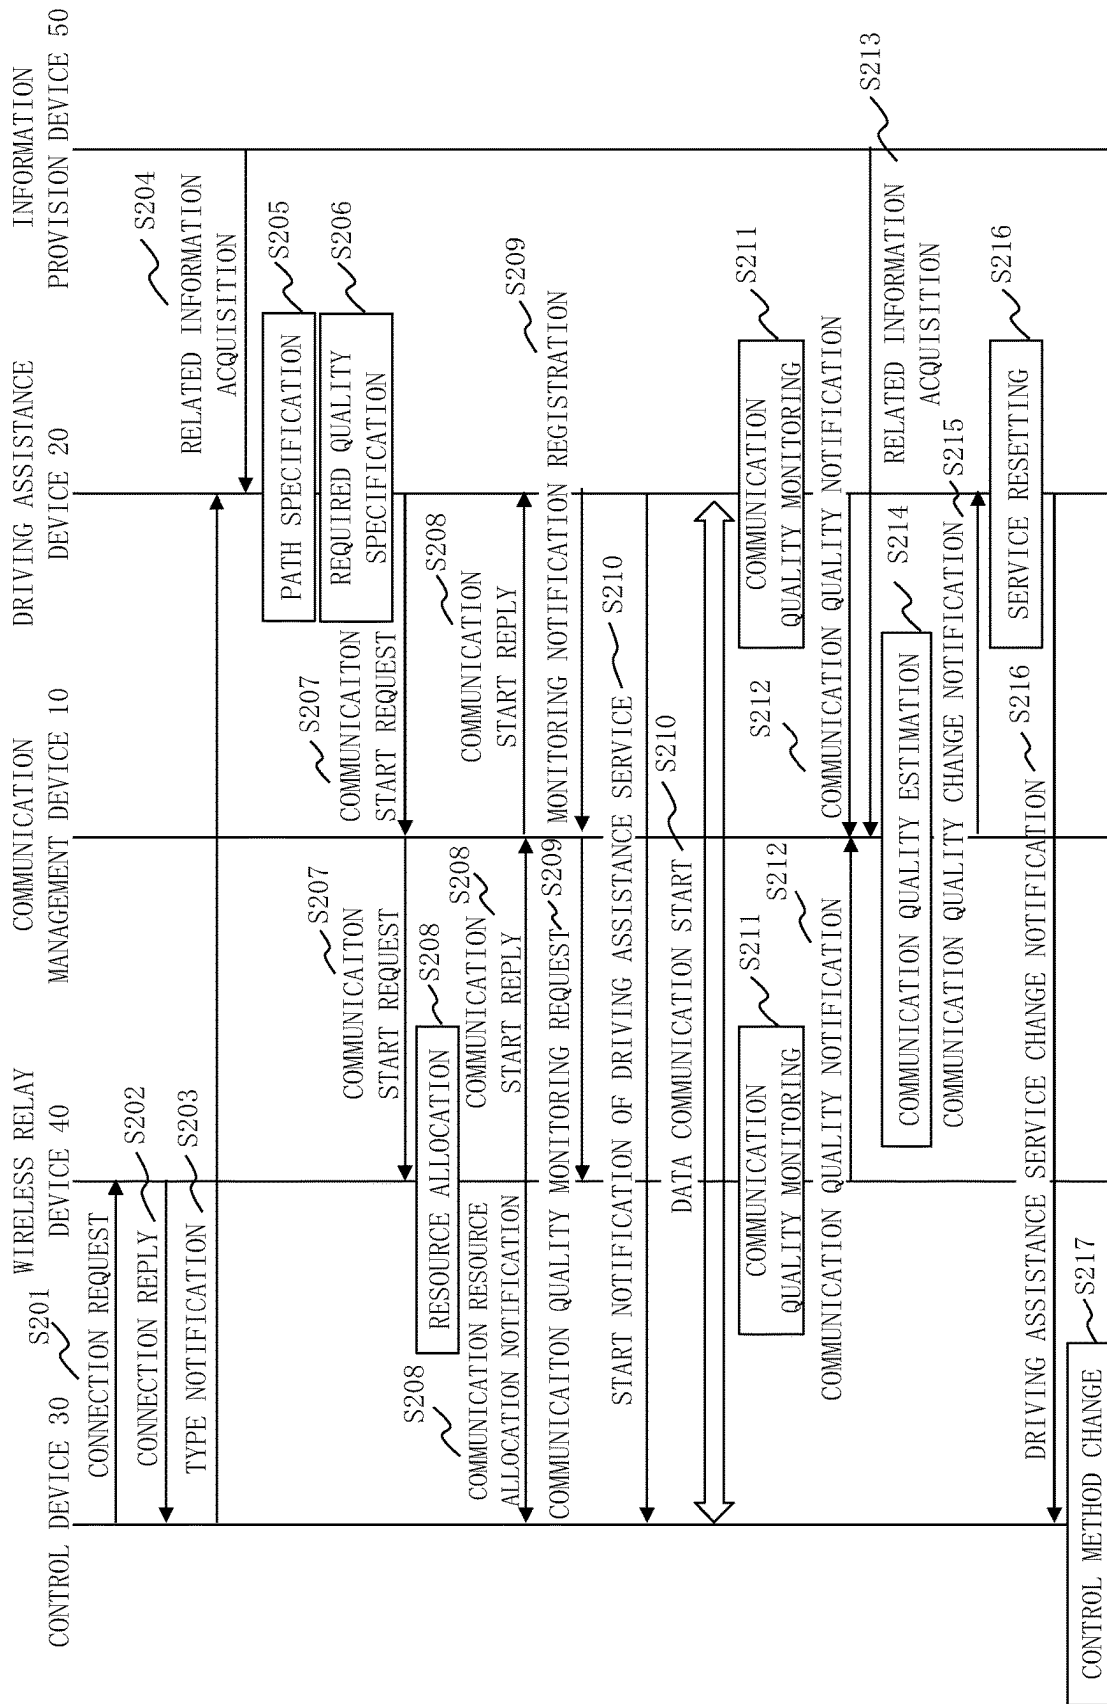 CONTROL DEVICE 30
WIRELESS RELAY
DEVICE 40
COMMUNICATION
MANAGEMENT DEVICE 10
DRIVING ASSISTANCE
DEVICE 20
INFORMATION
PROVISION DEVICE 50
S201
CONNECTION REQUEST
CONNECTION REPLY
S202
TYPE NOTIFICATION
S203
S204
RELATED INFORMATION
ACQUISITION
PATH SPECIFICATION
S205
REQUIRED QUALITY
SPECIFICATION
S206
S207
COMMUNICAITON
START REQUEST
S207
COMMUNICAITON
START REQUEST
RESOURCE ALLOCATION
S208
S208
COMMUNICATION RESOURCE
ALLOCATION NOTIFICATION
COMMUNICATION
START REPLY
S208
COMMUNICATION
START REPLY
S208
MONITORING NOTIFICATION REGISTRATION
S209
COMMUNICAITON QUALITY MONITORING REQUEST
S209
START NOTIFICATION OF DRIVING ASSISTANCE SERVICE
S210
DATA COMMUNICATION START
S210
COMMUNICATION
QUALITY MONITORING
S211
COMMUNICATION
QUALITY MONITORING
S211
COMMUNICATION QUALITY NOTIFICATION
S212
COMMUNICATION QUALITY NOTIFICATION
S212
RELATED INFORMATION
ACQUISITION
S213
COMMUNICATION QUALITY ESTIMATION
S214
COMMUNICATION QUALITY CHANGE NOTIFICATION
S215
SERVICE RESETTING
S216
DRIVING ASSISTANCE SERVICE CHANGE NOTIFICATION
S216
CONTROL METHOD CHANGE
S217